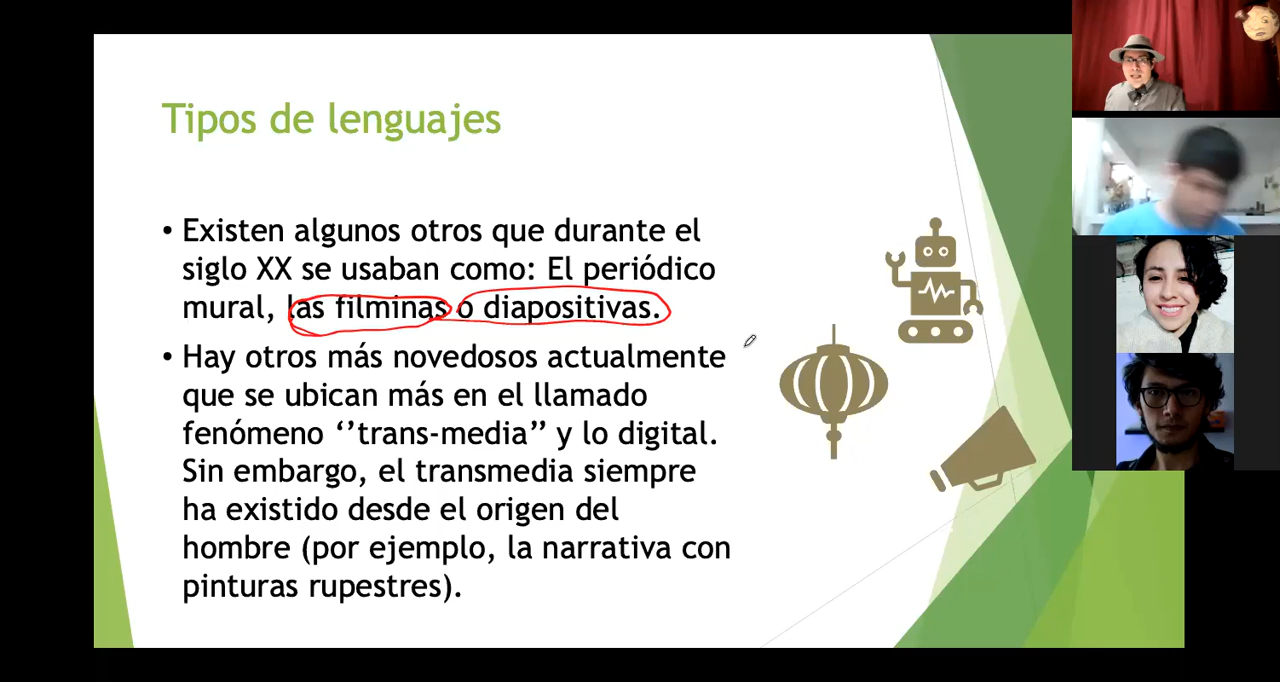 Tipos de lenguajes
• Existen algunos otros que durante el
siglo XX se usaban como: El periódico
mural, las filminas o diapositivas.
• Hay otros más novedosos actualmente
que se ubican más en el llamado
fenómeno ‘’trans-media’’ y lo digital.
Sin embargo, el transmedia siempre
ha existido desde el origen del
hombre (por ejemplo, la narrativa con
pinturas rupestres).